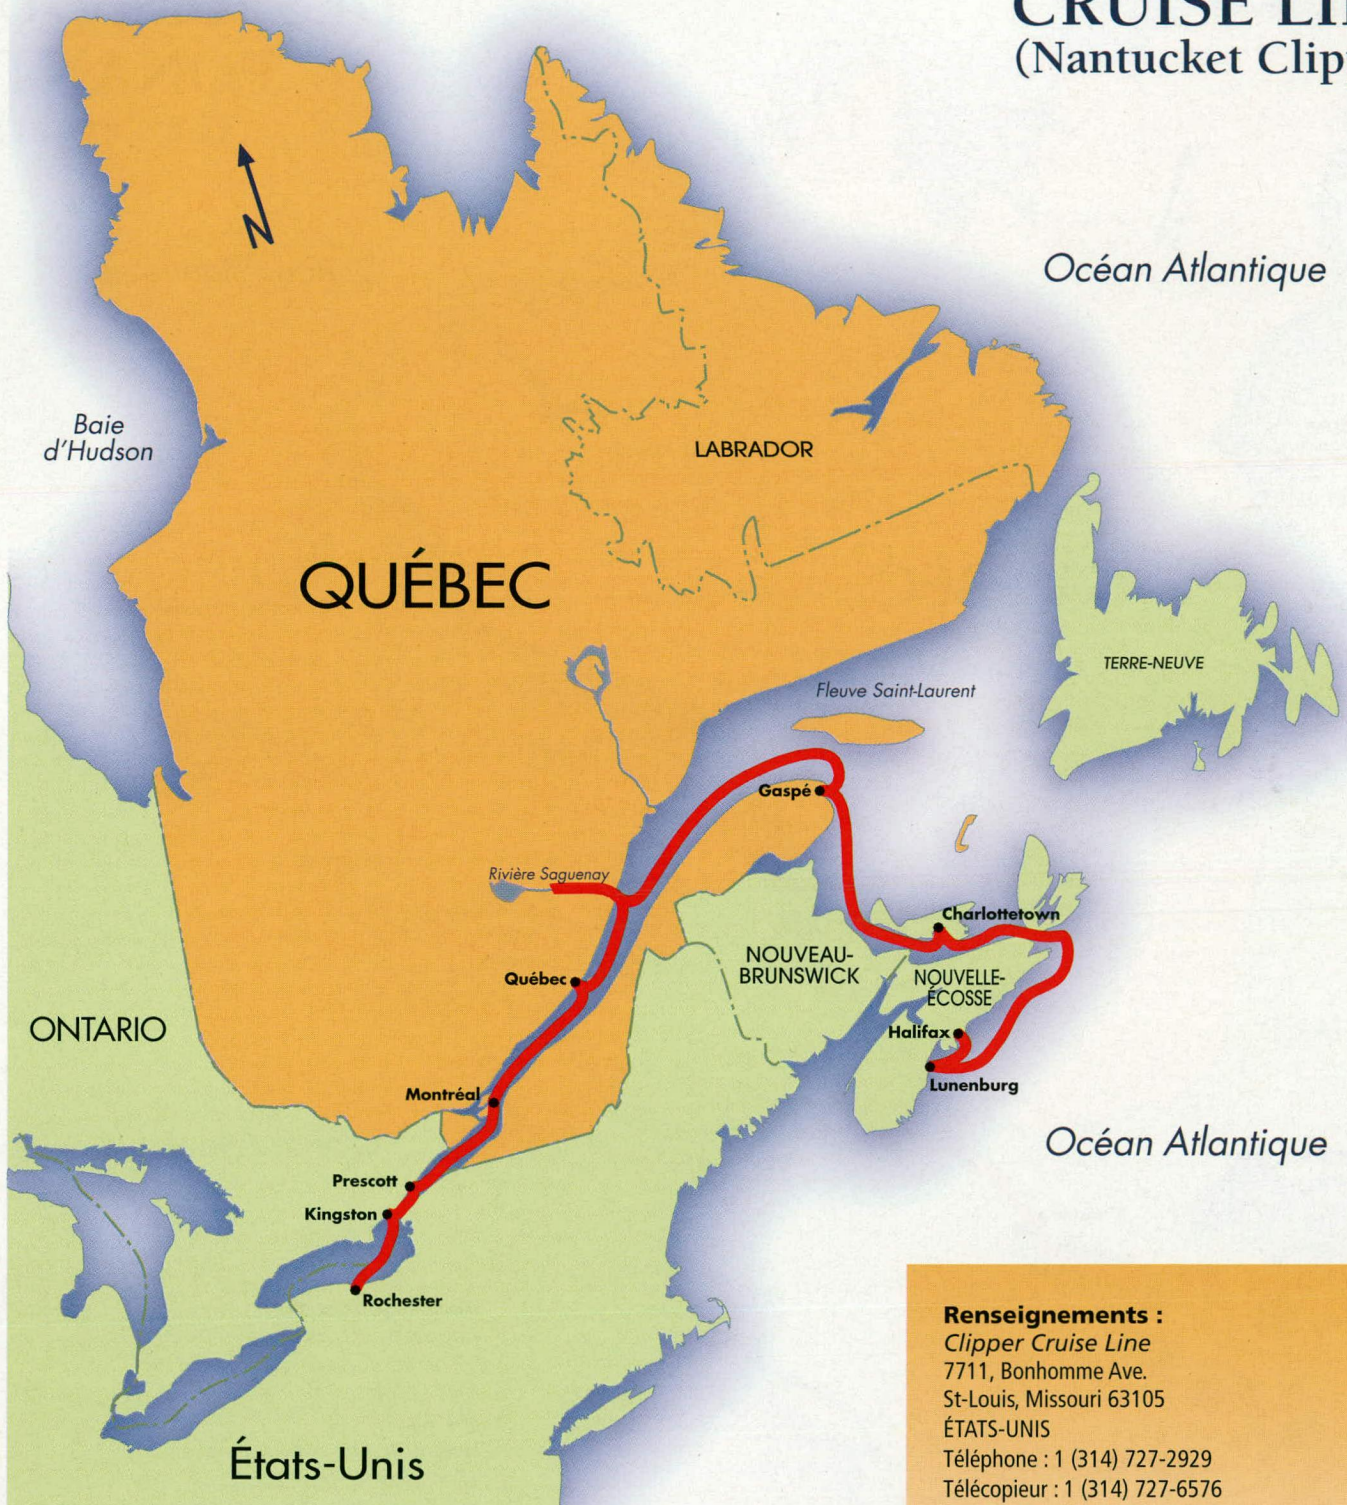 CRUISE LI
(Nantucket Clip
N
Océan Atlantique
Baie
d'Hudson
LABRADOR
QUÉBEC
TERRE-NEUVE
Fleuve Saint-Laurent
Gaspé
Rivière Saguenay
Charlottetown
NOUVEAU-
BRUNSWICK
NOUVELLE-
ÉCOSSE
Québec
ONTARIO
Halifax
Lunenburg
Montréal
Océan Atlantique
Prescott
Kingston
Rochester
États-Unis
Renseignements :
Clipper Cruise Line
7711, Bonhomme Ave.
St-Louis, Missouri 63105
ÉTATS-UNIS
Téléphone : 1 (314) 727-2929
Télécopieur : 1 (314) 727-6576